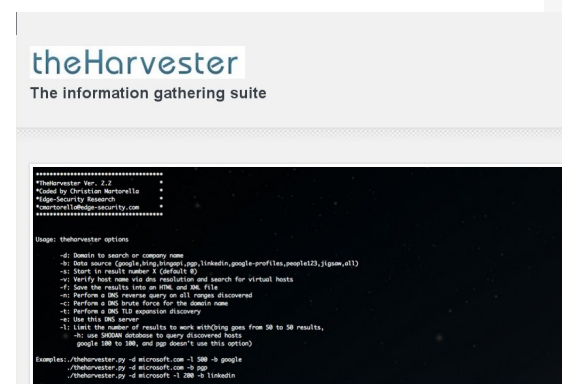 theHarvester
The information gathering suite
*************************************
*TheHarvester Ver. 2.2 *
*Coded by Christian Martorella *
*Edge-Security Research *
*cmartorella@edge-security.com *
*************************************
Usage: theharvester options
-d: Domain to search or company name
-b: Data source (google,bing,bingapi,pgp,linkedin,google-profiles,people123,jigsaw,all)
-s: Start in result number X (default 0)
-v: Verify host name via dns resolution and search for virtual hosts
-f: Save the results into an HTML and XML file
-n: Perform a DNS reverse query on all ranges discovered
-c: Perform a DNS brute force for the domain name
-t: Perform a DNS TLD expansion discovery
-e: Use this DNS server
-l: Limit the number of results to work with(bing goes from 50 to 50 results,
-h: use SHODAN database to query discovered hosts
google 100 to 100, and pgp doesn't use this option)
Examples:./theharvester.py -d microsoft.com -l 500 -b google
./theharvester.py -d microsoft.com -b pgp
./theharvester.py -d microsoft -l 200 -b linkedin